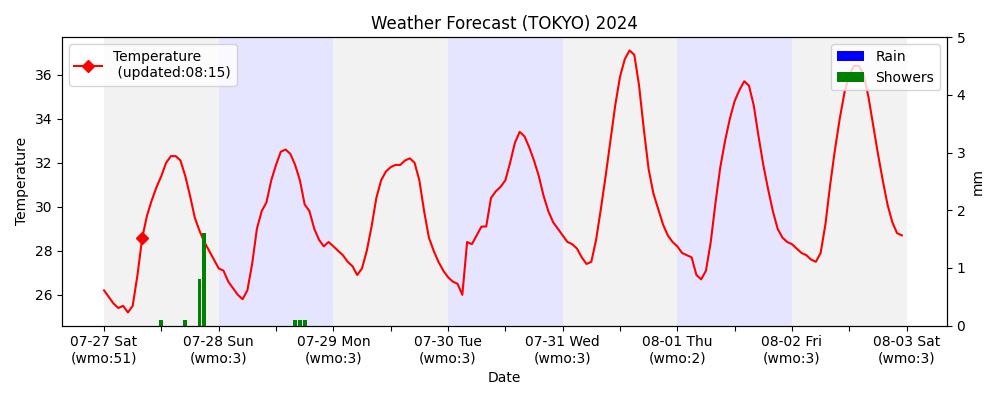 Weather Forecast (TOKYO) 2024
Temperature
(updated:08:15)
Rain
Showers
Temperature
36
34
32
30
28
26
5
4
3
2
1
0
mm
07-27 Sat
(wmo:51)
07-28 Sun
(wmo:3)
07-29 Mon
(wmo:3)
07-30 Tue
(wmo:3)
07-31 Wed
(wmo:3)
08-01 Thu
(wmo:2)
08-02 Fri
(wmo:3)
08-03 Sat
(wmo:3)
Date